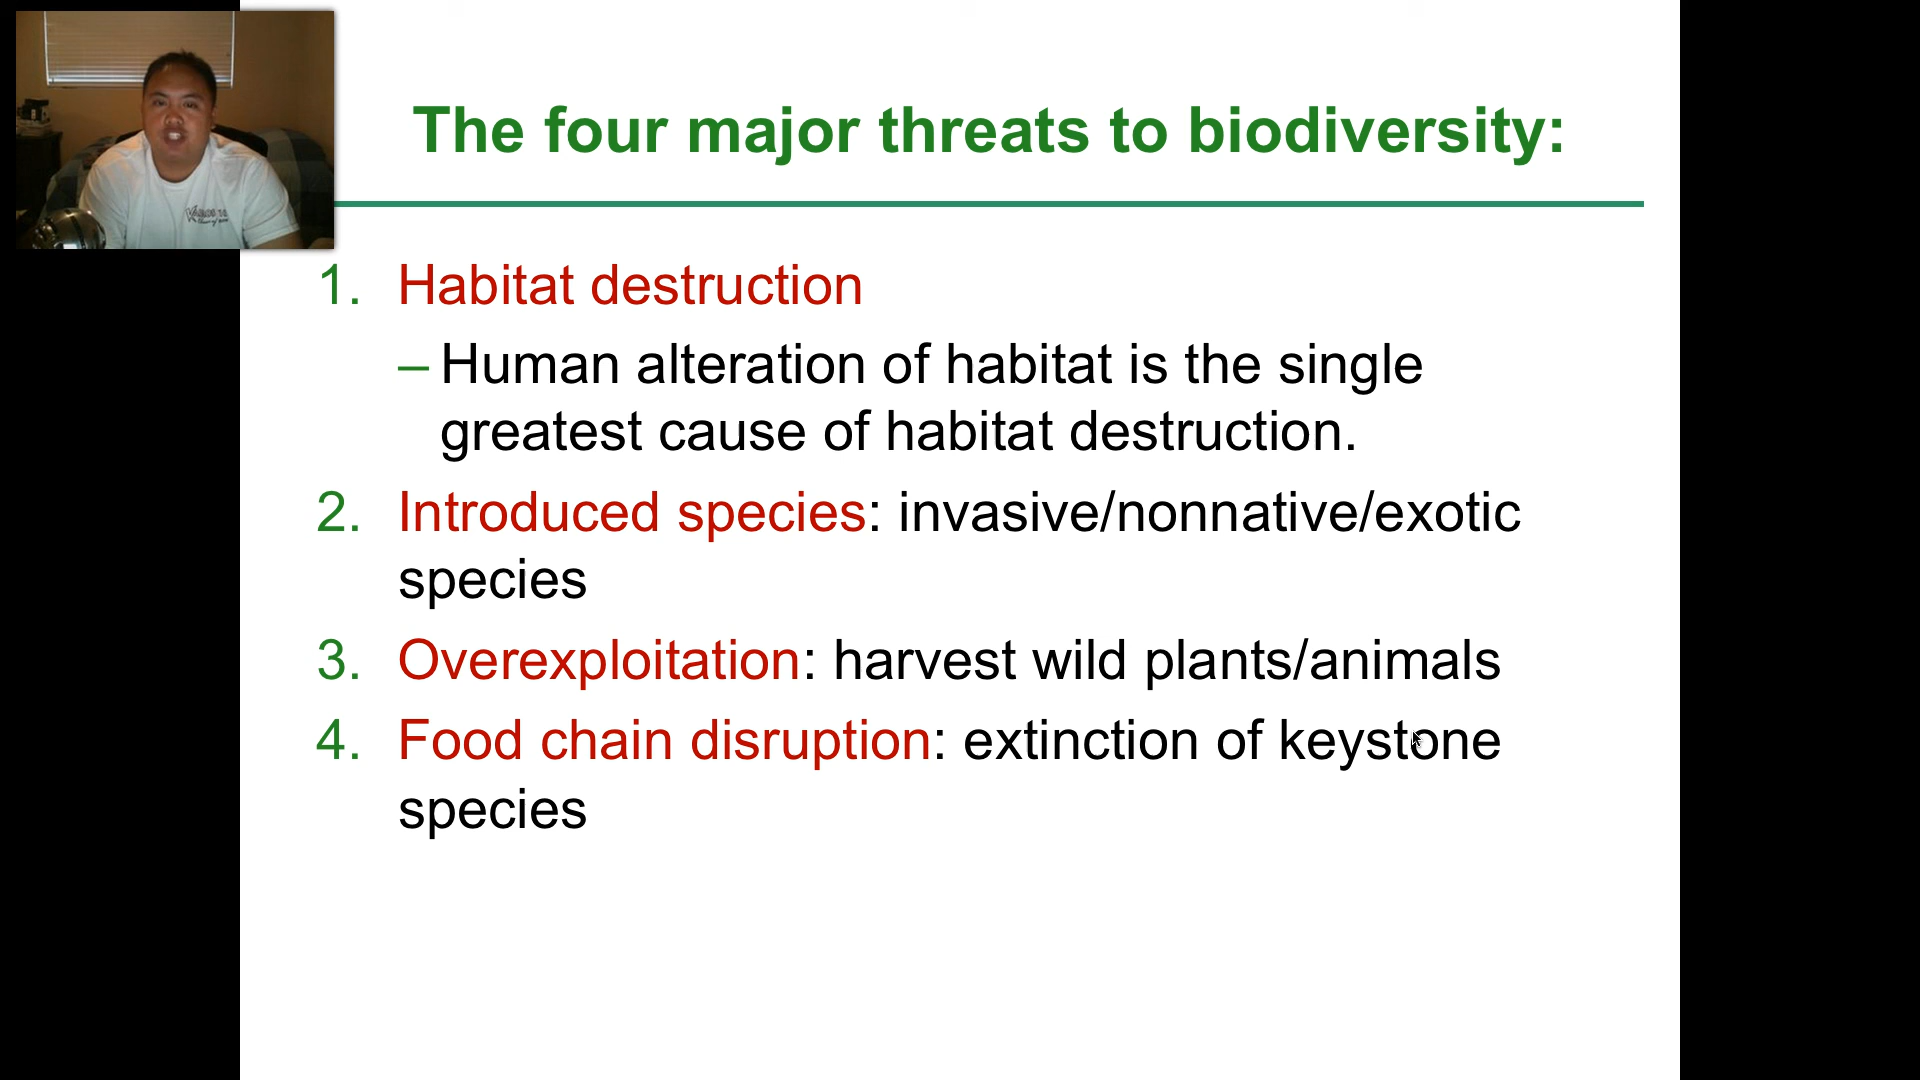 The four major threats to biodiversity:
1. Habitat destruction
– Human alteration of habitat is the single
greatest cause of habitat destruction.
2. Introduced species: invasive/nonnative/exotic
species
3. Overexploitation: harvest wild plants/animals
4. Food chain disruption: extinction of keystone
species